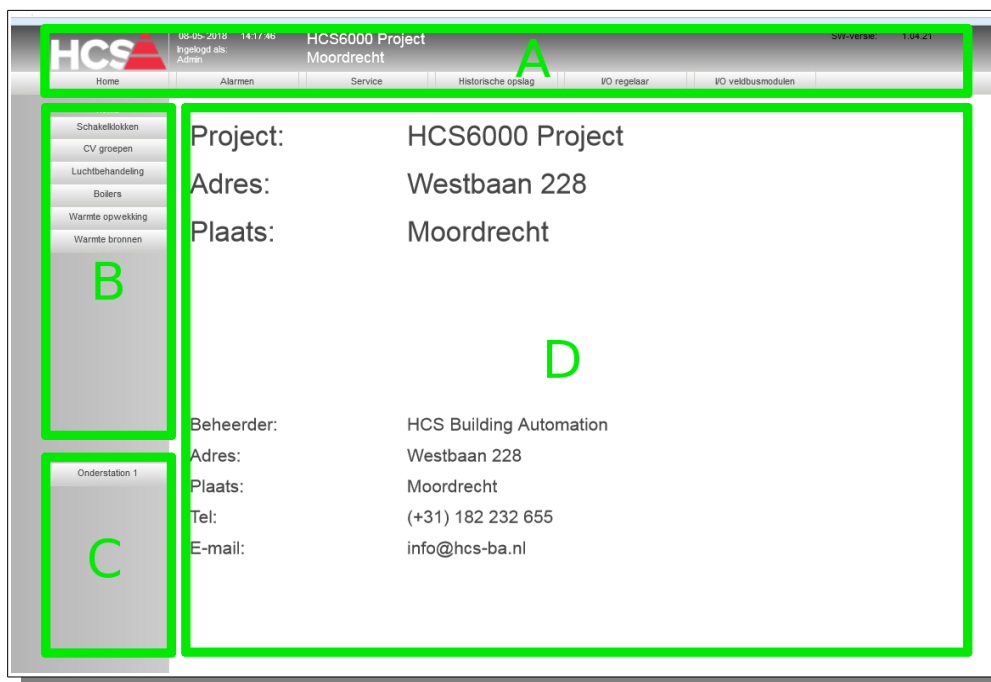 08-05-2018 14:17:46 HCS6000 Project SW-versie: 1.04.21
HCS Ingelogd als: Moordrecht
Admin
A
Home Alarmen Service Historische opslag I/O regelaar I/O veldbusmodulen
Schakelklokken
CV groepen
Luchtbehandeling
Boilers
Warmte opwekking
Warmte bronnen
B
Onderstation 1
C
Project: HCS6000 Project
Adres: Westbaan 228
Plaats: Moordrecht
D
Beheerder: HCS Building Automation
Adres: Westbaan 228
Plaats: Moordrecht
Tel: (+31) 182 232 655
E-mail: info@hcs-ba.nl